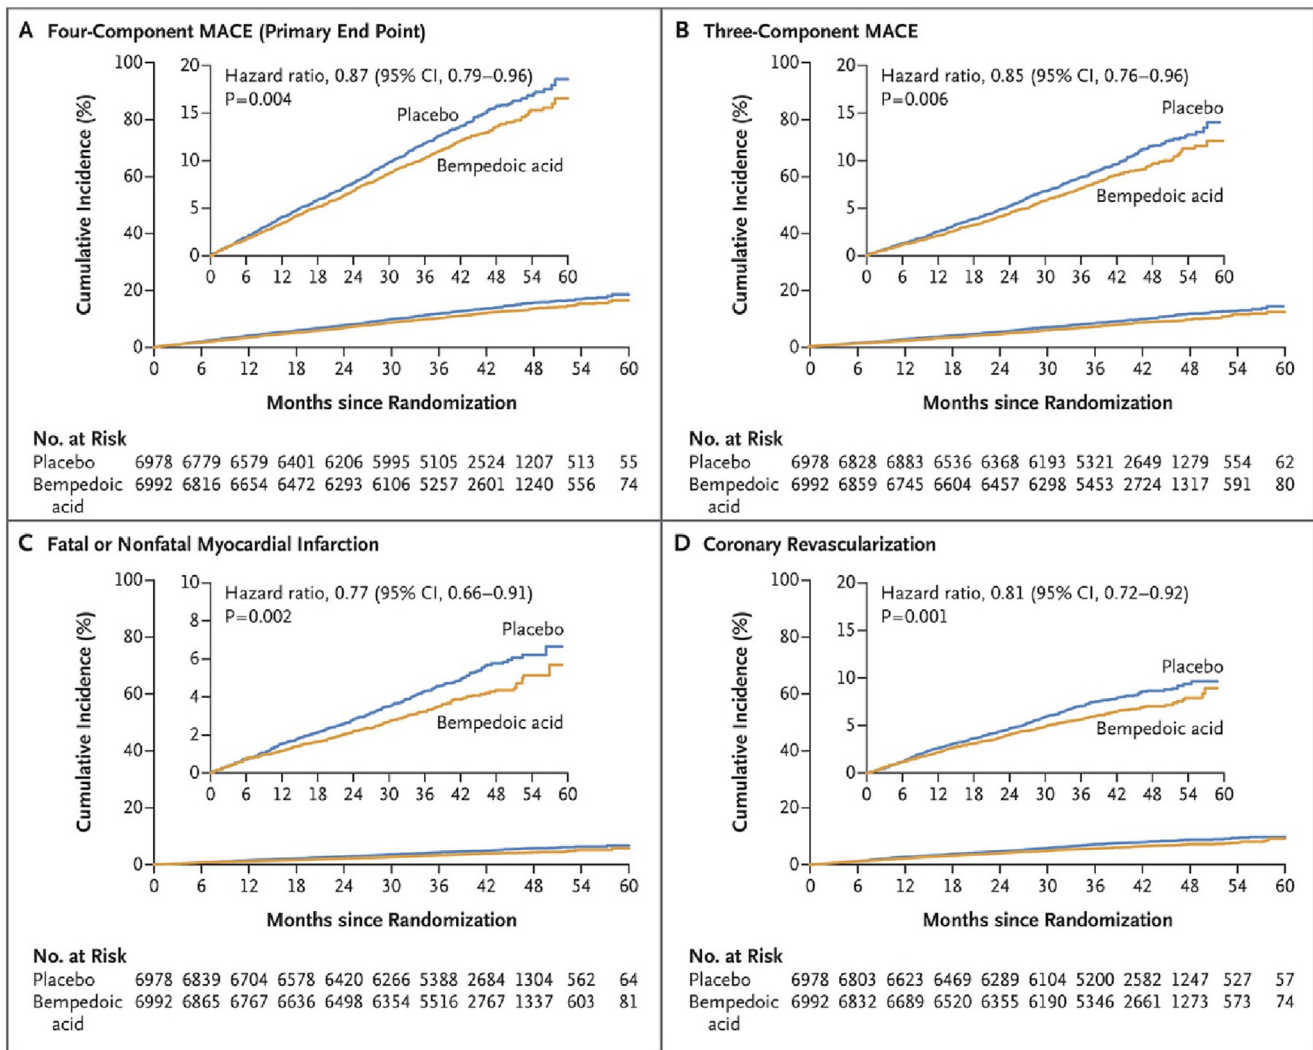 A Four-Component MACE (Primary End Point)
Cumulative Incidence (%)
100
80
60
40
20
0
20
15
10
5
0
Hazard ratio, 0.87 (95% CI, 0.79–0.96)
P=0.004
Placebo
Bempedoic acid
0 6 12 18 24 30 36 42 48 54 60
0 6 12 18 24 30 36 42 48 54 60
Months since Randomization
No. at Risk
Placebo 6978 6779 6579 6401 6206 5995 5105 2524 1207 513 55
Bempedoic 6992 6816 6654 6472 6293 6106 5257 2601 1240 556 74
acid
B Three-Component MACE
Cumulative Incidence (%)
100
80
60
40
20
0
20
15
10
5
0
Hazard ratio, 0.85 (95% CI, 0.76–0.96)
P=0.006
Placebo
Bempedoic acid
0 6 12 18 24 30 36 42 48 54 60
0 6 12 18 24 30 36 42 48 54 60
Months since Randomization
No. at Risk
Placebo 6978 6828 6883 6536 6368 6193 5321 2649 1279 554 62
Bempedoic 6992 6859 6745 6604 6457 6298 5453 2724 1317 591 80
acid
C Fatal or Nonfatal Myocardial Infarction
Cumulative Incidence (%)
100
80
60
40
20
0
10
8
6
4
2
0
Hazard ratio, 0.77 (95% CI, 0.66–0.91)
P=0.002
Placebo
Bempedoic acid
0 6 12 18 24 30 36 42 48 54 60
0 6 12 18 24 30 36 42 48 54 60
Months since Randomization
No. at Risk
Placebo 6978 6839 6704 6578 6420 6266 5388 2684 1304 562 64
Bempedoic 6992 6865 6767 6636 6498 6354 5516 2767 1337 603 81
acid
D Coronary Revascularization
Cumulative Incidence (%)
100
80
60
40
20
0
20
15
10
5
0
Hazard ratio, 0.81 (95% CI, 0.72–0.92)
P=0.001
Placebo
Bempedoic acid
0 6 12 18 24 30 36 42 48 54 60
0 6 12 18 24 30 36 42 48 54 60
Months since Randomization
No. at Risk
Placebo 6978 6803 6623 6469 6289 6104 5200 2582 1247 527 57
Bempedoic 6992 6832 6689 6520 6355 6190 5346 2661 1273 573 74
acid